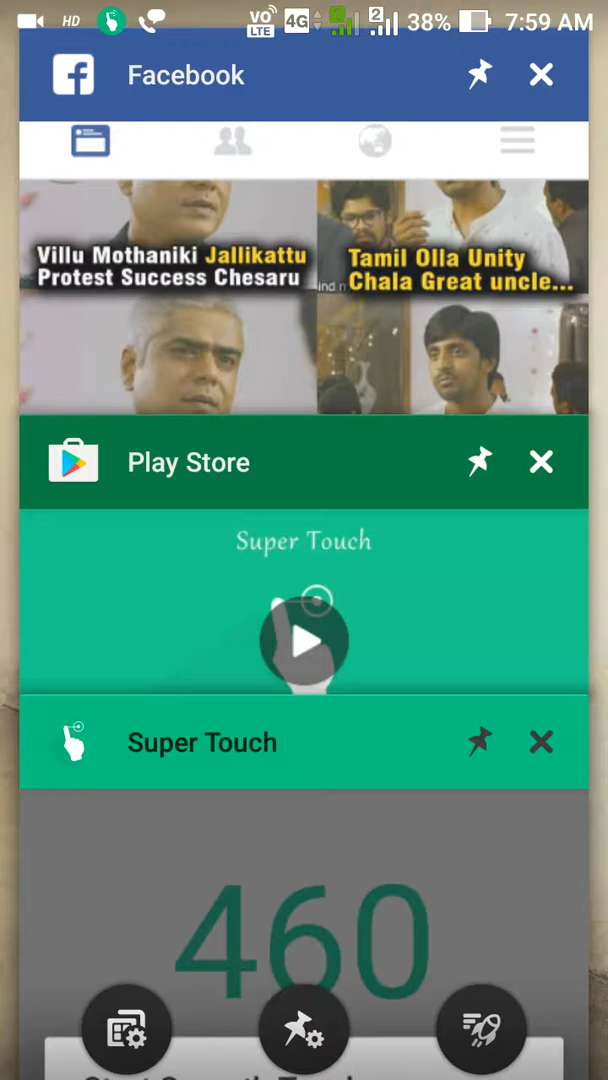 HD
VO LTE
4G
1
2
38%
7:59 AM
Facebook
Villu Mothaniki Jallikattu
Protest Success Chesaru
Tamil Olla Unity
Chala Great uncle...
Play Store
Super Touch
Super Touch
460